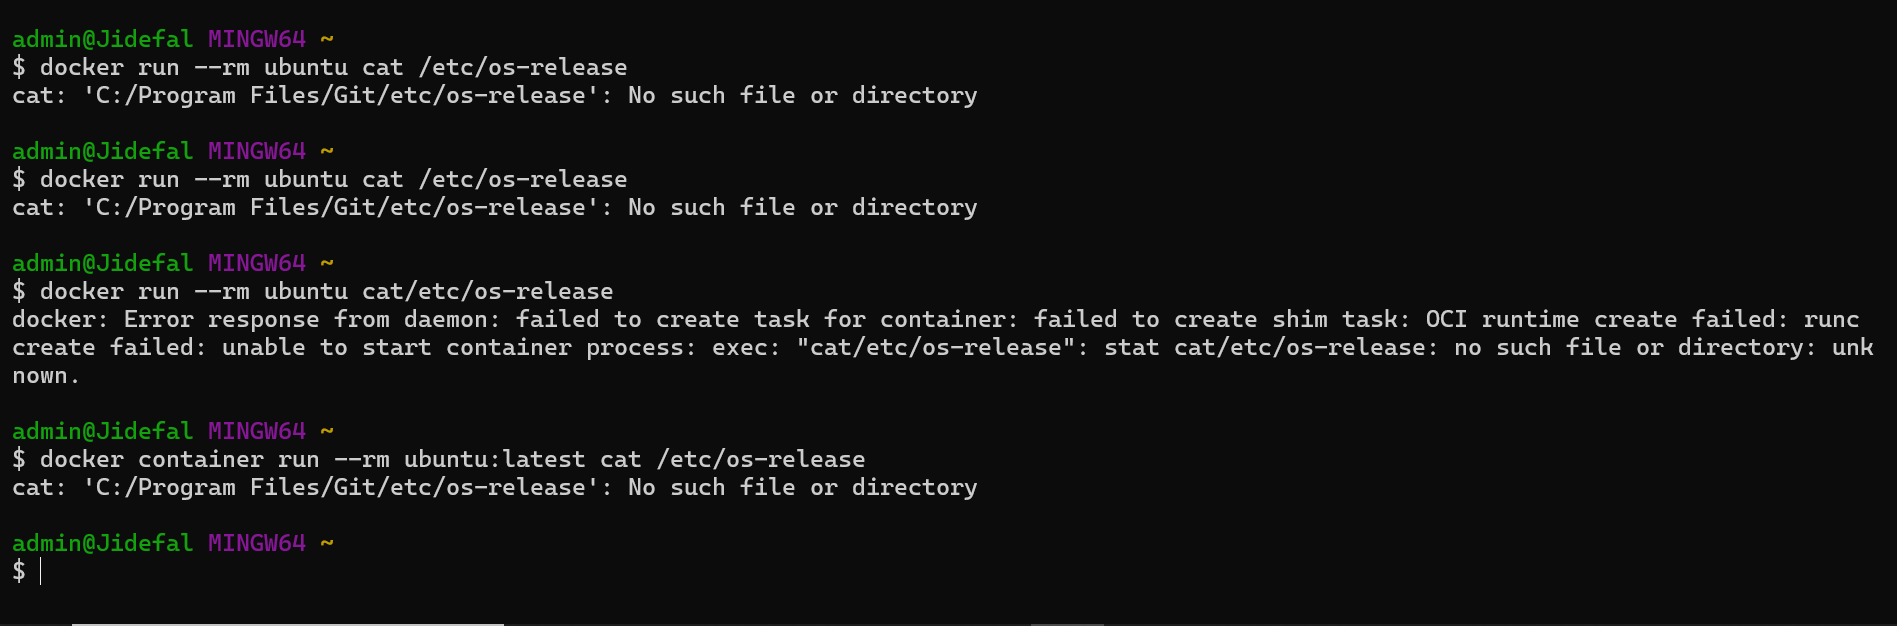 admin@Jidefal MINGW64 ~
$ docker run --rm ubuntu cat /etc/os-release
cat: 'C:/Program Files/Git/etc/os-release': No such file or directory
admin@Jidefal MINGW64 ~
$ docker run --rm ubuntu cat /etc/os-release
cat: 'C:/Program Files/Git/etc/os-release': No such file or directory
admin@Jidefal MINGW64 ~
$ docker run --rm ubuntu cat/etc/os-release
docker: Error response from daemon: failed to create task for container: failed to create shim task: OCI runtime create failed: runc
create failed: unable to start container process: exec: "cat/etc/os-release": stat cat/etc/os-release: no such file or directory: unk
nown.
admin@Jidefal MINGW64 ~
$ docker container run --rm ubuntu:latest cat /etc/os-release
cat: 'C:/Program Files/Git/etc/os-release': No such file or directory
admin@Jidefal MINGW64 ~
$